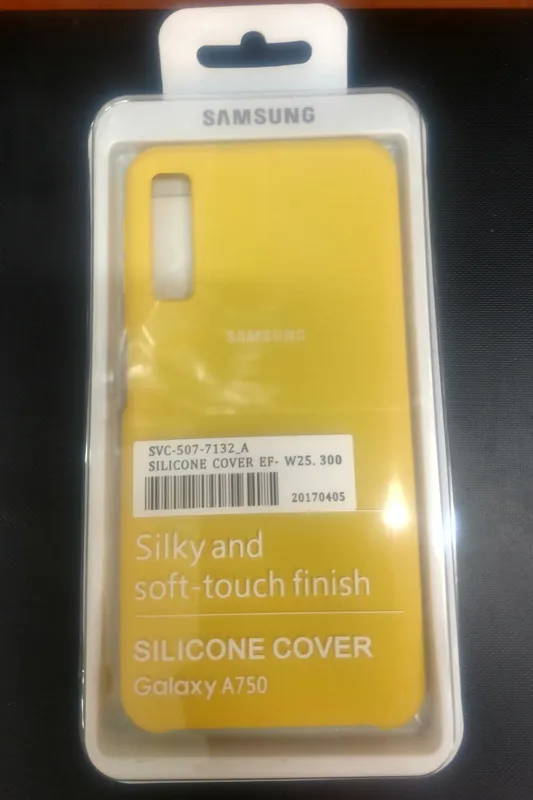 SAMSUNG
SAMSUNG
SVC-507-7132_A
SILICONE COVER EF- W25. 300
20170405
Silky and
soft-touch finish
SILICONE COVER
Galaxy A750